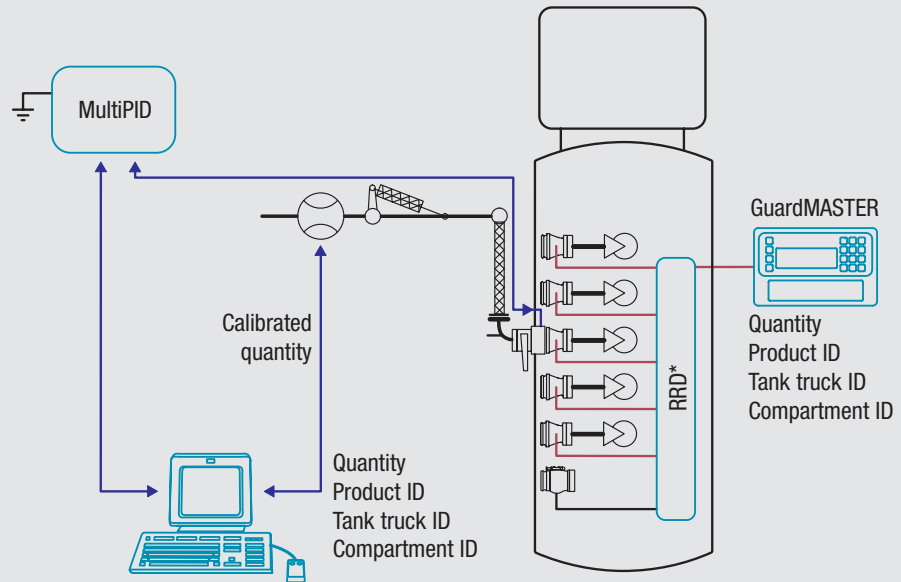 MultiPID
GuardMASTER
Calibrated
quantity
RRD*
Quantity
Product ID
Tank truck ID
Compartment ID
Quantity
Product ID
Tank truck ID
Compartment ID